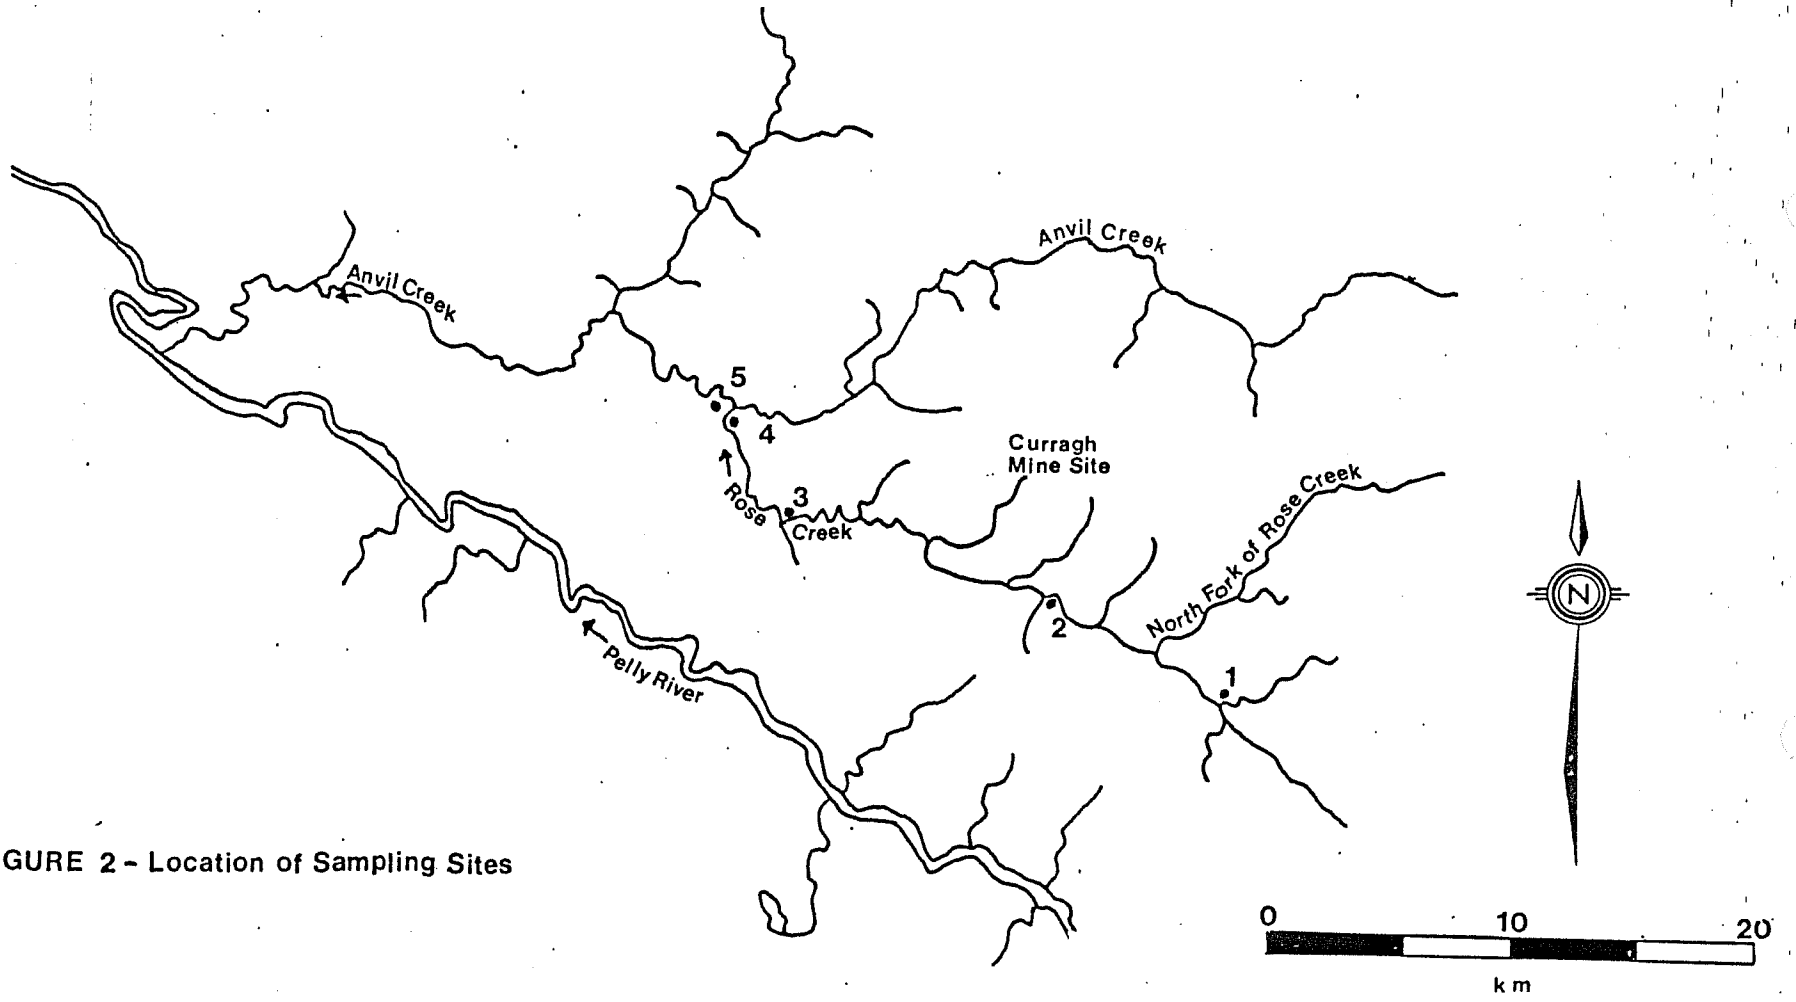 Anvil Creek
Anvil Creek
5
4
Curragh
Mine Site
3
Rose
Creek
North Fork of Rose Creek
2
1
N
Pelly River
GURE 2 - Location of Sampling Sites
0 10 20
km